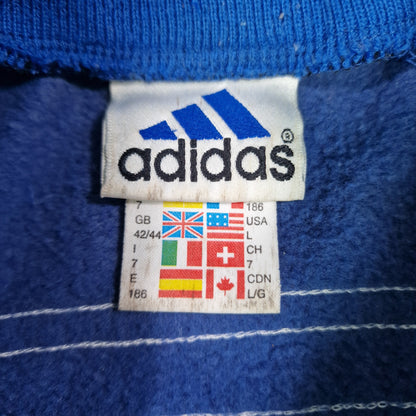 adidas®
7 186
GB USA
42/44 L
I CH
7 7
E CDN
186 L/G